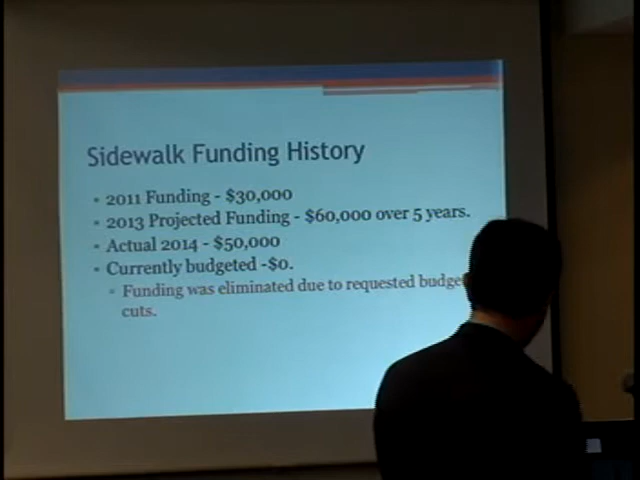 Sidewalk Funding History
• 2011 Funding - $30,000
• 2013 Projected Funding - $60,000 over 5 years.
• Actual 2014 - $50,000
• Currently budgeted -$0.
▫ Funding was eliminated due to requested budge
cuts.